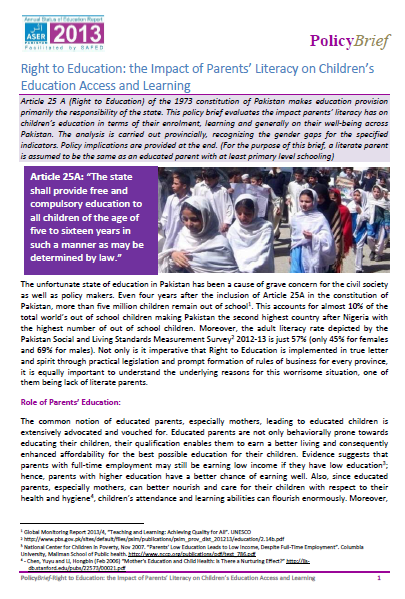 Annual Status of Education Report
ASER
PAKISTAN
2013
Facilitated by SAFED
PolicyBrief
Right to Education: the Impact of Parents' Literacy on Children's
Education Access and Learning
Article 25 A (Right to Education) of the 1973 constitution of Pakistan makes education provision
primarily the responsibility of the state. This policy brief evaluates the impact parents' literacy has on
children's education in terms of their enrolment, learning and generally on their well-being across
Pakistan. The analysis is carried out provincially, recognizing the gender gaps for the specified
indicators. Policy implications are provided at the end. (For the purpose of this brief, a literate parent
is assumed to be the same as an educated parent with at least primary level schooling)
Article 25A: "The state
shall provide free and
compulsory education to
all children of the age of
five to sixteen years in
such a manner as may be
determined by law."
The unfortunate state of education in Pakistan has been a cause of grave concern for the civil society
as well as policy makers. Even four years after the inclusion of Article 25A in the constitution of
Pakistan, more than five million children remain out of school¹. This accounts for almost 10% of the
total world's out of school children making Pakistan the second highest country after Nigeria with
the highest number of out of school children. Moreover, the adult literacy rate depicted by the
Pakistan Social and Living Standards Measurement Survey² 2012-13 is just 57% (only 45% for females
and 69% for males). Not only is it imperative that Right to Education is implemented in true letter
and spirit through practical legislation and prompt formation of rules of business for every province,
it is equally important to understand the underlying reasons for this worrisome situation, one of
them being lack of literate parents.
Role of Parents' Education:
The common notion of educated parents, especially mothers, leading to educated children is
extensively advocated and vouched for. Educated parents are not only behaviorally prone towards
educating their children, their qualification enables them to earn a better living and consequently
enhanced affordability for the best possible education for their children. Evidence suggests that
parents with full-time employment may still be earning low income if they have low education³;
hence, parents with higher education have a better chance of earning well. Also, since educated
parents, especially mothers, can better nourish and care for their children with respect to their
health and hygiene⁴, children's attendance and learning abilities can flourish enormously. Moreover,
¹ Global Monitoring Report 2013/4, "Teaching and Learning: Achieving Quality for All". UNESCO
² http://www.pbs.gov.pk/sites/default/files/pslm/publications/pslm_prov_dist_201213/education/2.14b.pdf
³ National Center for Children in Poverty, Nov 2007. "Parents' Low Education Leads to Low Income, Despite Full-Time Employment". Columbia
University, Mailman School of Public health. http://www.nccp.org/publications/pdf/text_786.pdf
⁴ - Chen, Yuyu and Li, Hongbin (Feb 2006) "Mother's Education and Child Health: Is There a Nurturing Effect?" http://ils-
db.stanford.edu/pubs/22573/00021.pdf
PolicyBrief-Right to Education: the Impact of Parents' Literacy on Children's Education Access and Learning 1